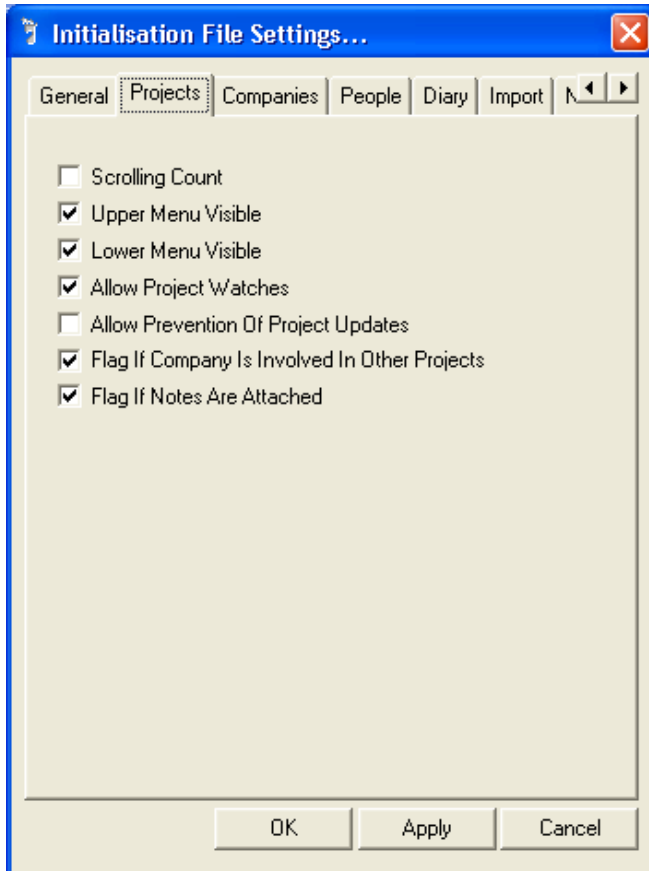 Initialisation File Settings...
General Projects Companies People Diary Import
Scrolling Count
Upper Menu Visible
Lower Menu Visible
Allow Project Watches
Allow Prevention Of Project Updates
Flag If Company Is Involved In Other Projects
Flag If Notes Are Attached
OK Apply Cancel